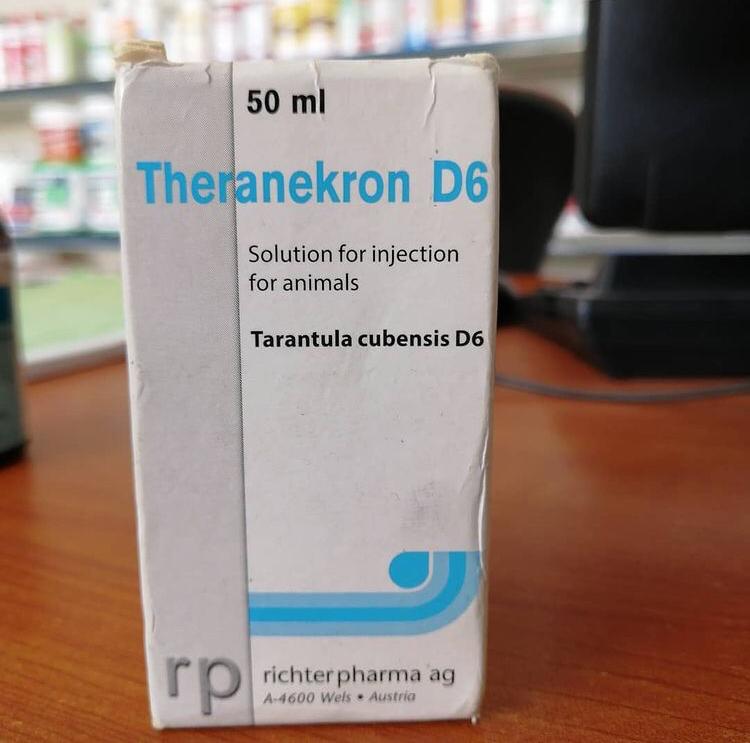 50 ml
Theranekron D6
Solution for injection
for animals
Tarantula cubensis D6
rp
richterpharma ag
A-4600 Wels • Austria